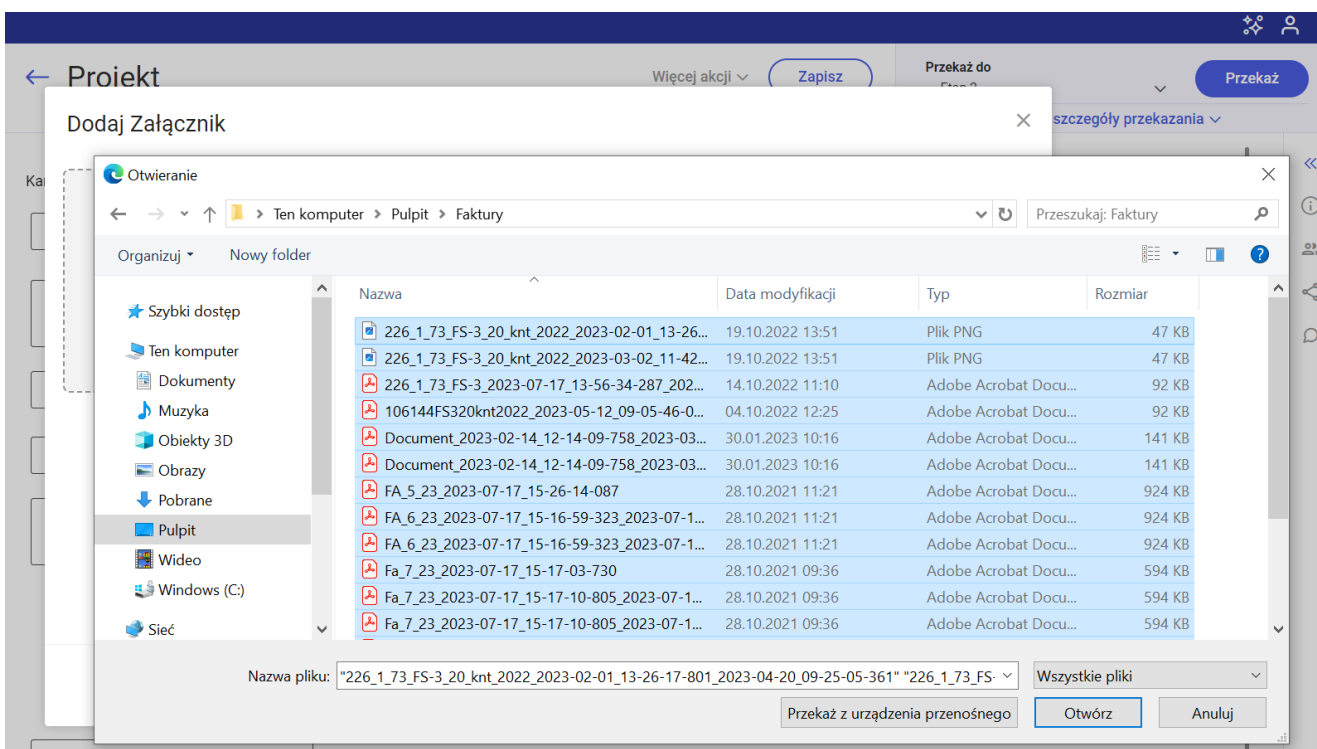 Projekt
Więcej akcji
Zapisz
Przekaż do
Przekaż
Dodaj Załącznik
szczegóły przekazania
Otwieranie
Ten komputer > Pulpit > Faktury
Przeszukaj: Faktury
Organizuj
Nowy folder
Nazwa Data modyfikacji Typ Rozmiar
Szybki dostęp
Ten komputer
Dokumenty
Muzyka
Obiekty 3D
Obrazy
Pobrane
Pulpit
Wideo
Windows (C:)
Sieć
226_1_73_FS-3_20_knt_2022_2023-02-01_13-26... 19.10.2022 13:51 Plik PNG 47 KB
226_1_73_FS-3_20_knt_2022_2023-03-02_11-42... 19.10.2022 13:51 Plik PNG 47 KB
226_1_73_FS-3_2023-07-17_13-56-34-287_202... 14.10.2022 11:10 Adobe Acrobat Docu... 92 KB
106144FS320knt2022_2023-05-12_09-05-46-0... 04.10.2022 12:25 Adobe Acrobat Docu... 92 KB
Document_2023-02-14_12-14-09-758_2023-03... 30.01.2023 10:16 Adobe Acrobat Docu... 141 KB
Document_2023-02-14_12-14-09-758_2023-03... 30.01.2023 10:16 Adobe Acrobat Docu... 141 KB
FA_5_23_2023-07-17_15-26-14-087 28.10.2021 11:21 Adobe Acrobat Docu... 924 KB
FA_6_23_2023-07-17_15-16-59-323_2023-07-1... 28.10.2021 11:21 Adobe Acrobat Docu... 924 KB
FA_6_23_2023-07-17_15-16-59-323_2023-07-1... 28.10.2021 11:21 Adobe Acrobat Docu... 924 KB
Fa_7_23_2023-07-17_15-17-03-730 28.10.2021 09:36 Adobe Acrobat Docu... 594 KB
Fa_7_23_2023-07-17_15-17-10-805_2023-07-1... 28.10.2021 09:36 Adobe Acrobat Docu... 594 KB
Fa_7_23_2023-07-17_15-17-10-805_2023-07-1... 28.10.2021 09:36 Adobe Acrobat Docu... 594 KB
Nazwa pliku: "226_1_73_FS-3_20_knt_2022_2023-02-01_13-26-17-801_2023-04-20_09-25-05-361" "226_1_73_FS-
Wszystkie pliki
Przekaż z urządzenia przenośnego
Otwórz
Anuluj